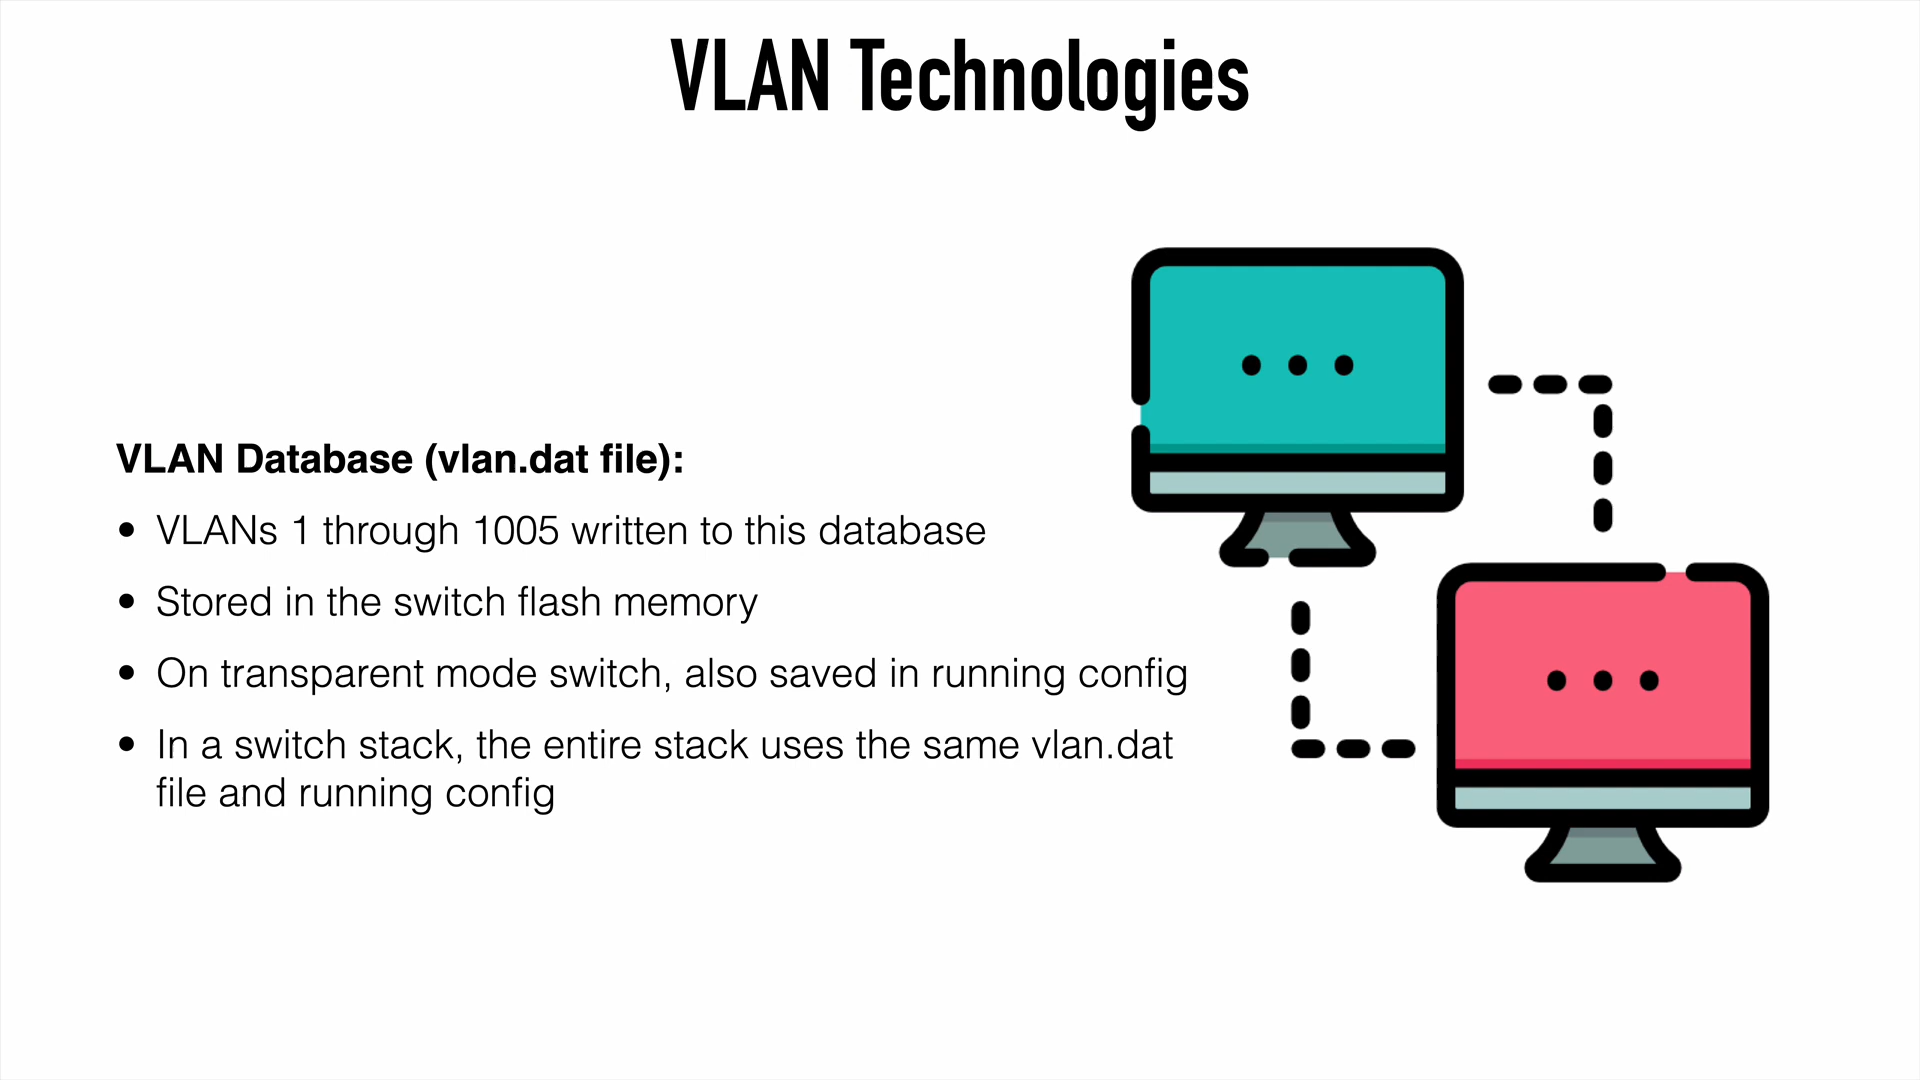 VLAN Technologies
VLAN Database (vlan.dat file):
• VLANs 1 through 1005 written to this database
• Stored in the switch flash memory
• On transparent mode switch, also saved in running config
• In a switch stack, the entire stack uses the same vlan.dat
file and running config